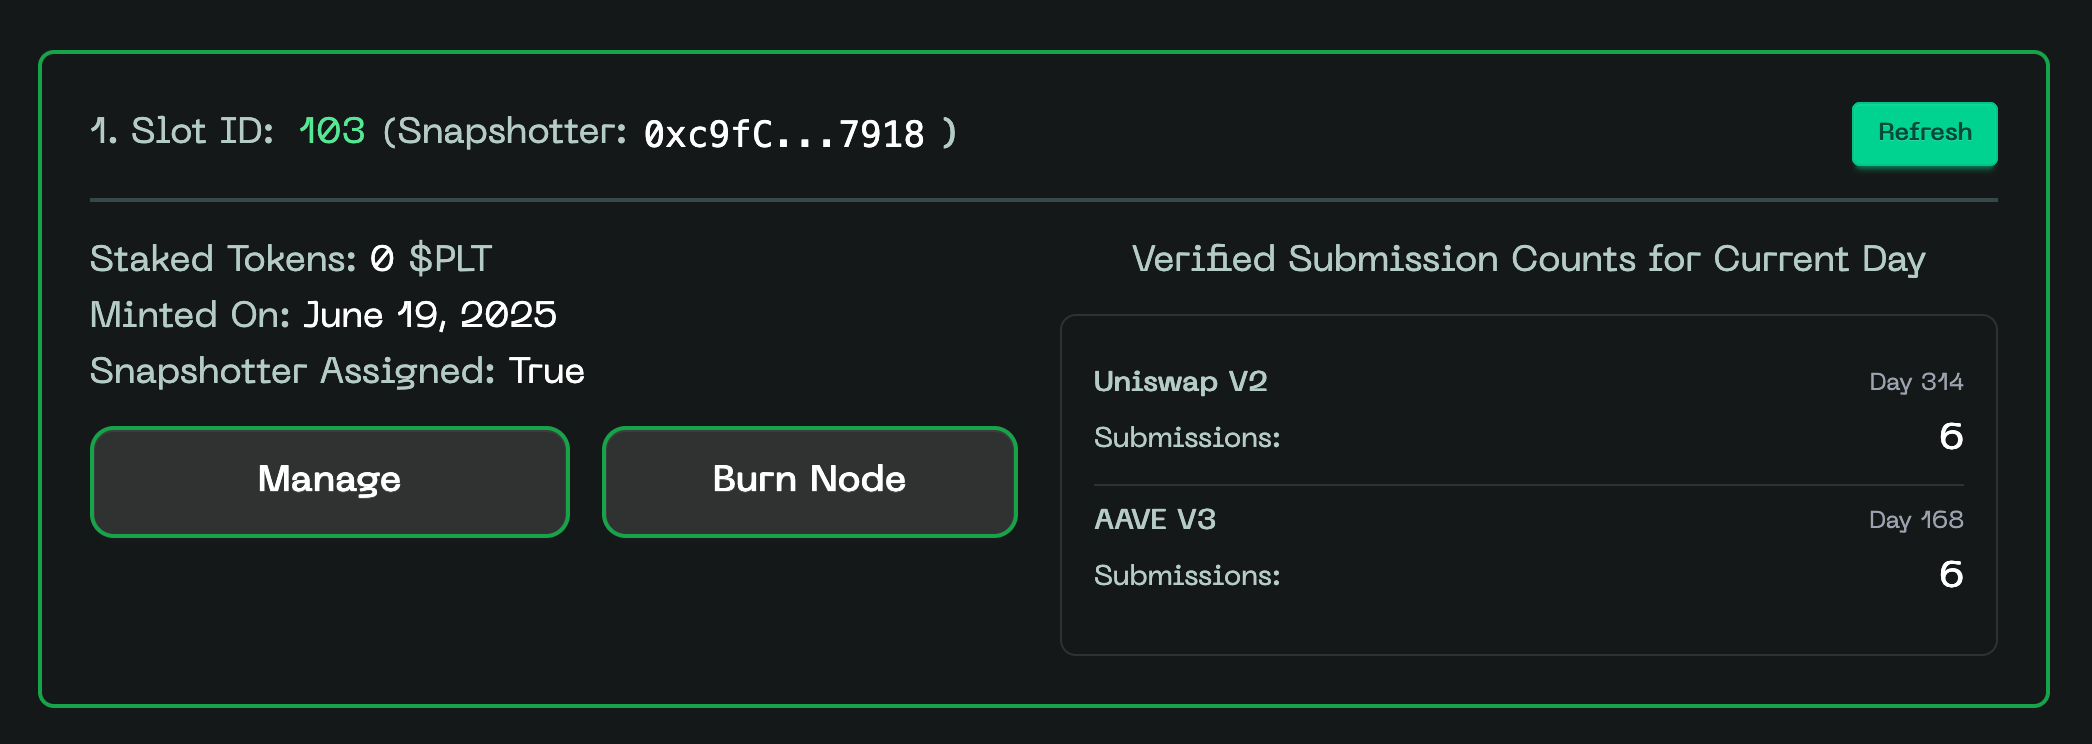 1. Slot ID: 103 (Snapshotter: 0xc9fC...7918 )
Refresh
Staked Tokens: 0 $PLT
Minted On: June 19, 2025
Snapshotter Assigned: True
Manage
Burn Node
Verified Submission Counts for Current Day
Uniswap V2
Day 314
Submissions:
6
AAVE V3
Day 168
Submissions:
6